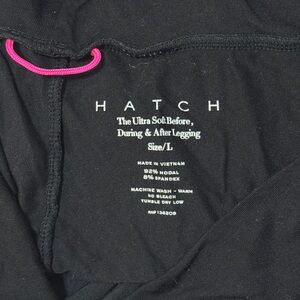 HATCH
The Ultra Soft Before,
During & After Legging
Size/L
MADE IN VIETNAM
92% MODAL
8% SPANDEX
MACHINE WASH - WARM
NO BLEACH
TUMBLE DRY LOW